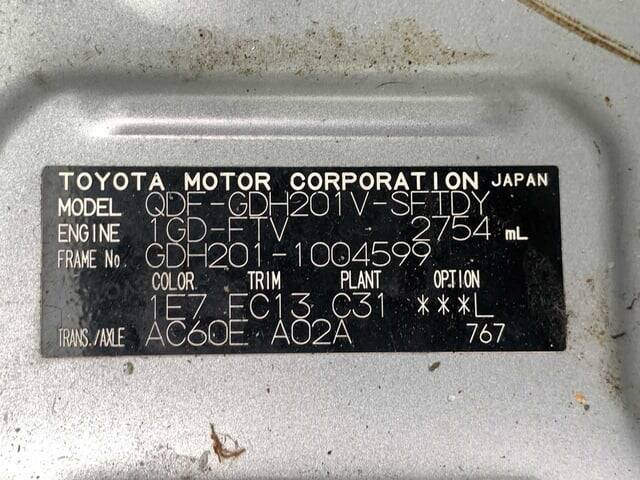 TOYOTA MOTOR CORPORATION JAPAN
MODEL QDF-GDH201V-SFTDY
ENGINE 1GD-FTV 2754 mL
FRAME No. GDH201-1004599
COLOR TRIM PLANT OPTION
1E7 FC13 C31 ***L
TRANS./AXLE AC60E A02A 767